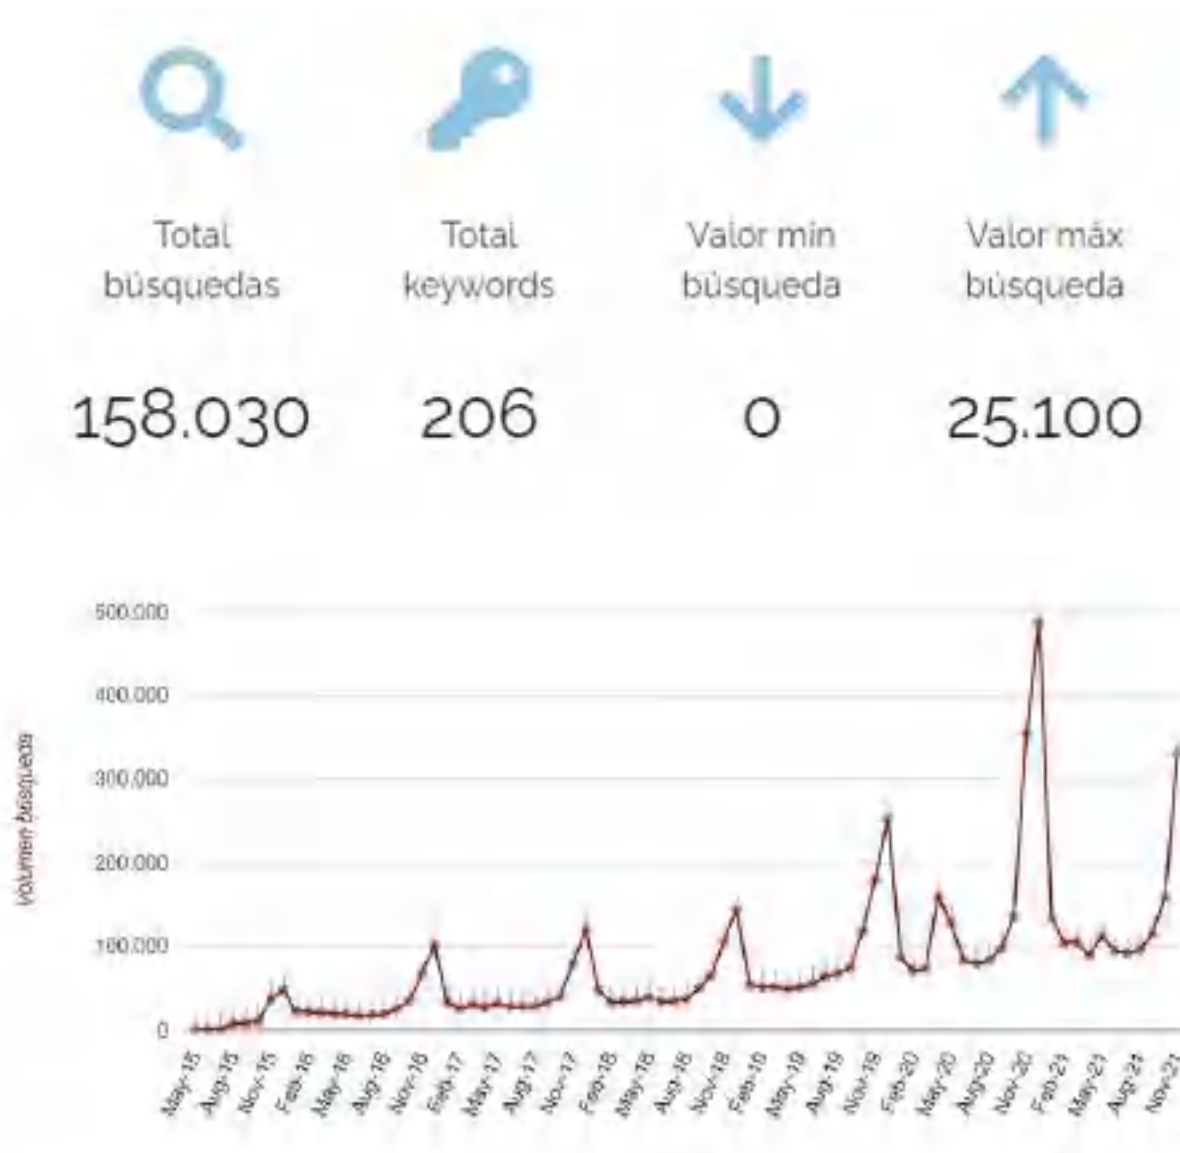 Total
búsquedas
Total
keywords
Valor min
búsqueda
Valor máx
búsqueda
158.030
206
0
25.100
500.000
400.000
300.000
200.000
100.000
0
Volumen búsqueda
May-15
Aug-15
Nov-15
Feb-16
May-16
Aug-16
Nov-16
Feb-17
May-17
Aug-17
Nov-17
Feb-18
May-18
Aug-18
Nov-18
Feb-19
May-19
Aug-19
Nov-19
Feb-20
May-20
Aug-20
Nov-20
Feb-21
May-21
Aug-21
Nov-21